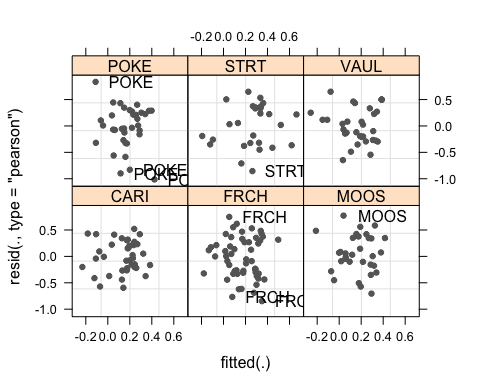 -0.2 0.0 0.2 0.4 0.6
POKE STRT VAUL
POKE
0.5
0.0
-0.5
-1.0
POKE
POKE
STRT
CARI FRCH MOOS
FRCH
MOOS
0.5
0.0
-0.5
-1.0
FRCH
-0.2 0.0 0.2 0.4 0.6 -0.2 0.0 0.2 0.4 0.6
fitted(.)
resid(., type = "pearson")